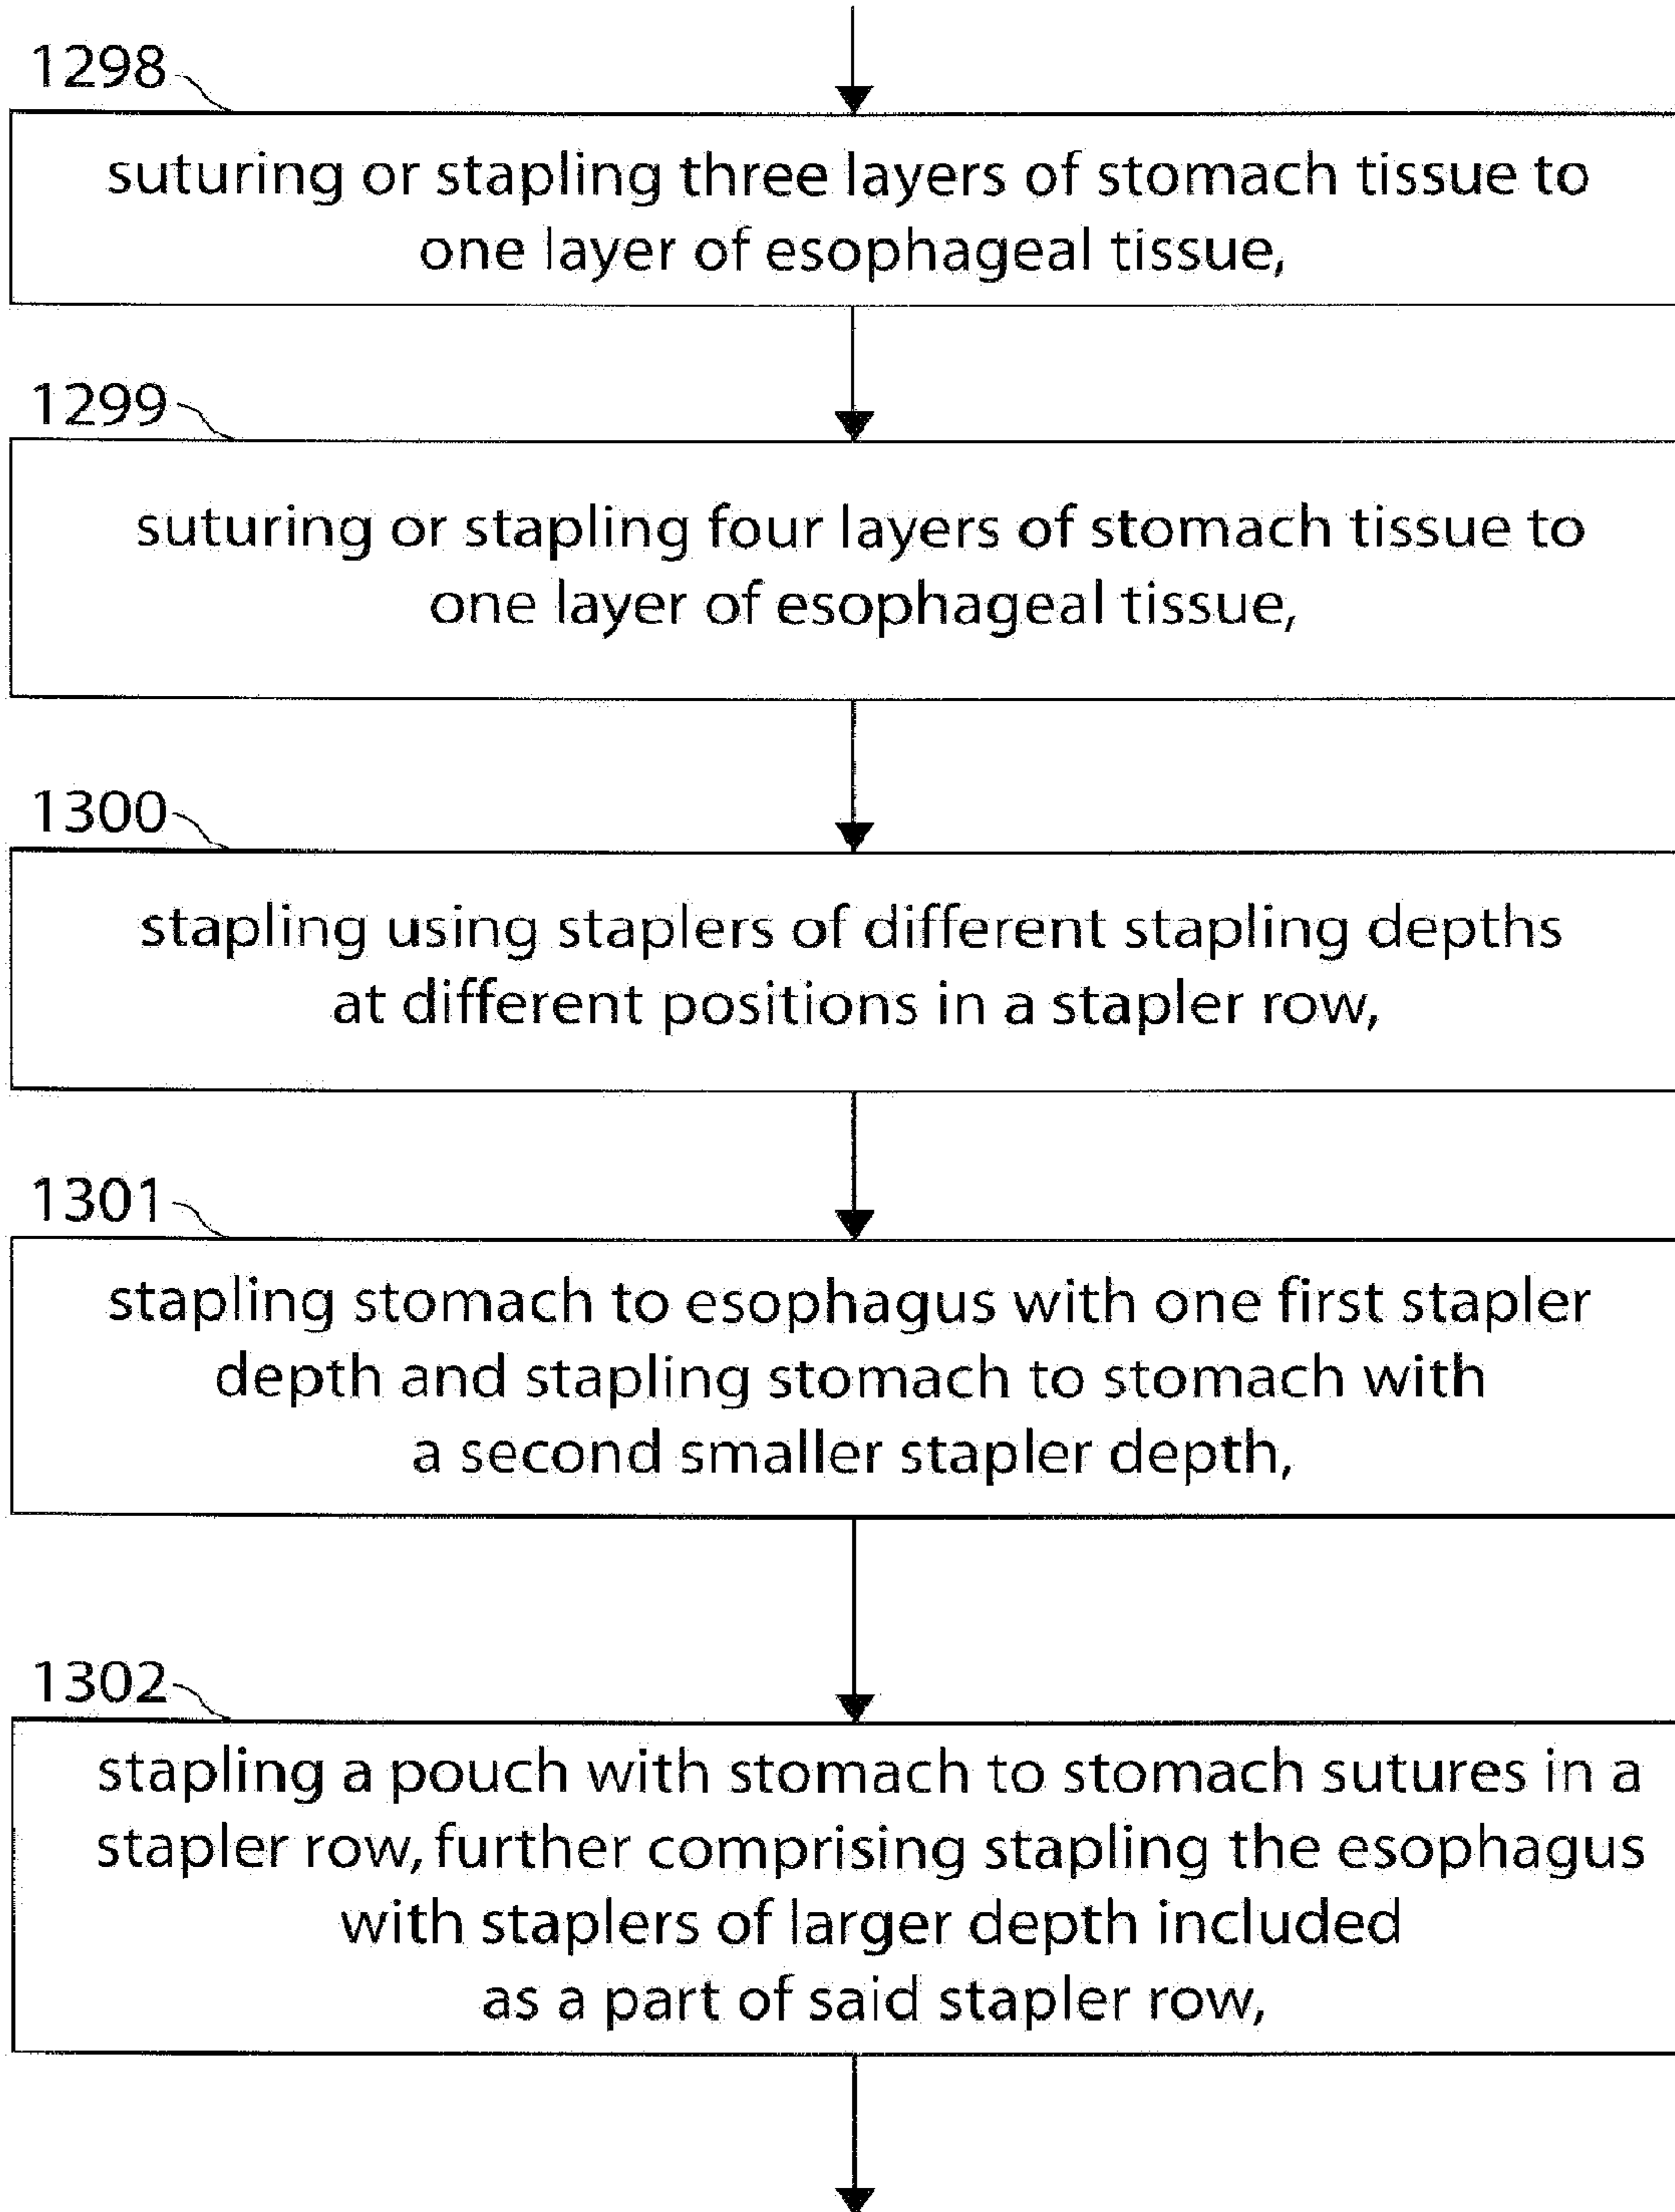 1298
suturing or stapling three layers of stomach tissue to
one layer of esophageal tissue,
1299
suturing or stapling four layers of stomach tissue to
one layer of esophageal tissue,
1300
stapling using staplers of different stapling depths
at different positions in a stapler row,
1301
stapling stomach to esophagus with one first stapler
depth and stapling stomach to stomach with
a second smaller stapler depth,
1302
stapling a pouch with stomach to stomach sutures in a
stapler row, further comprising stapling the esophagus
with staplers of larger depth included
as a part of said stapler row,